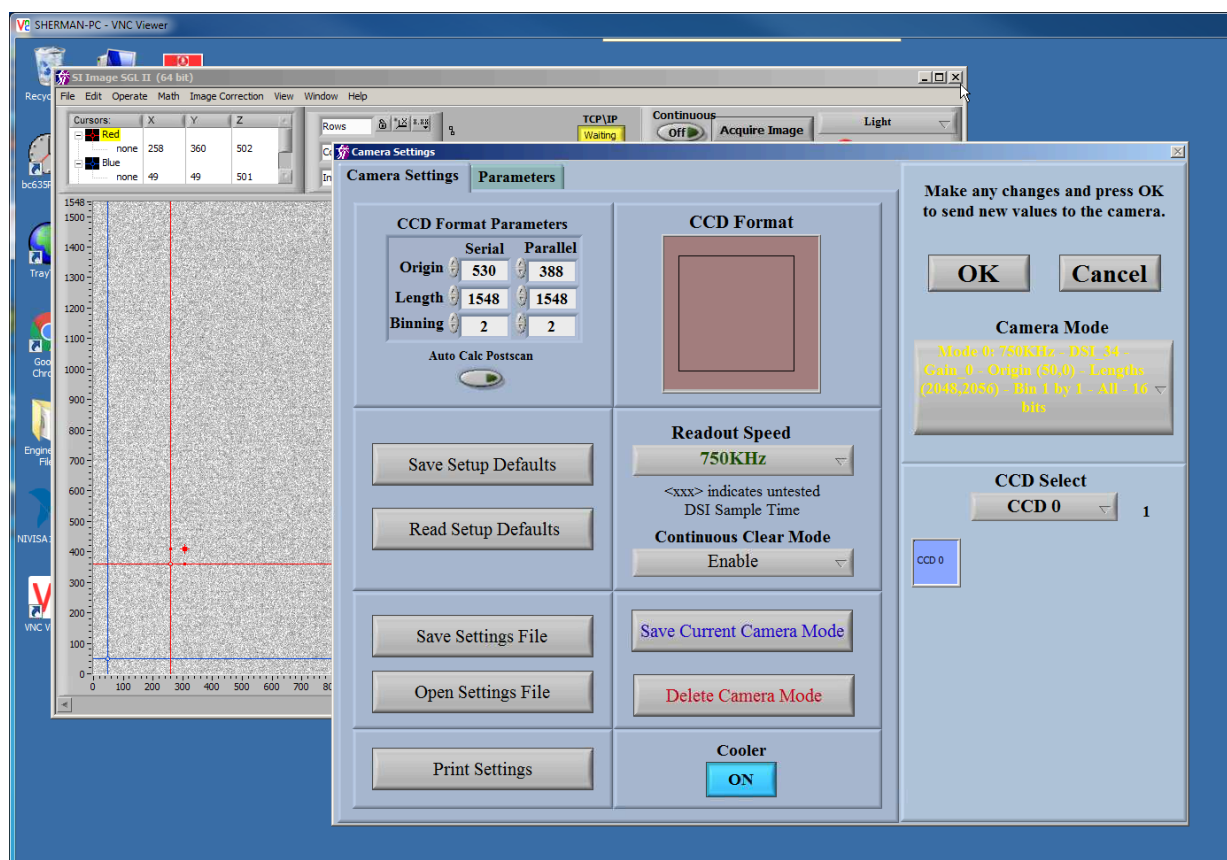 SHERMAN-PC - VNC Viewer
SI Image SGL II (64 bit)
File Edit Operate Math Image Correction View Window Help
Cursors: X Y Z
Red
none 258 360 502
Blue
none 49 49 501
Rows
In
TCP\IP
Waiting
Continuous
Off
Acquire Image
Light
1548
1500
1400
1300
1200
1100
1000
900
800
700
600
500
400
300
200
100
0
0 100 200 300 400 500 600 700
Camera Settings
Camera Settings Parameters
CCD Format Parameters
Serial Parallel
Origin 530 388
Length 1548 1548
Binning 2 2
Auto Calc Postscan
CCD Format
Save Setup Defaults
Read Setup Defaults
Readout Speed
750KHz
<xxx> indicates untested
DSI Sample Time
Continuous Clear Mode
Enable
Save Settings File
Open Settings File
Save Current Camera Mode
Delete Camera Mode
Print Settings
Cooler
ON
Make any changes and press OK
to send new values to the camera.
OK Cancel
Camera Mode
Mode 0: 750KHz - DSI_34 -
Gain_0 - Origin (50,0) - Lengths
(2048,2056) - Bin 1 by 1 - All - 16
bits
CCD Select
CCD 0 1
CCD 0
Recyc
bc635P
Tray
Goo
Chro
Engine
File
NIVISA
VNC V